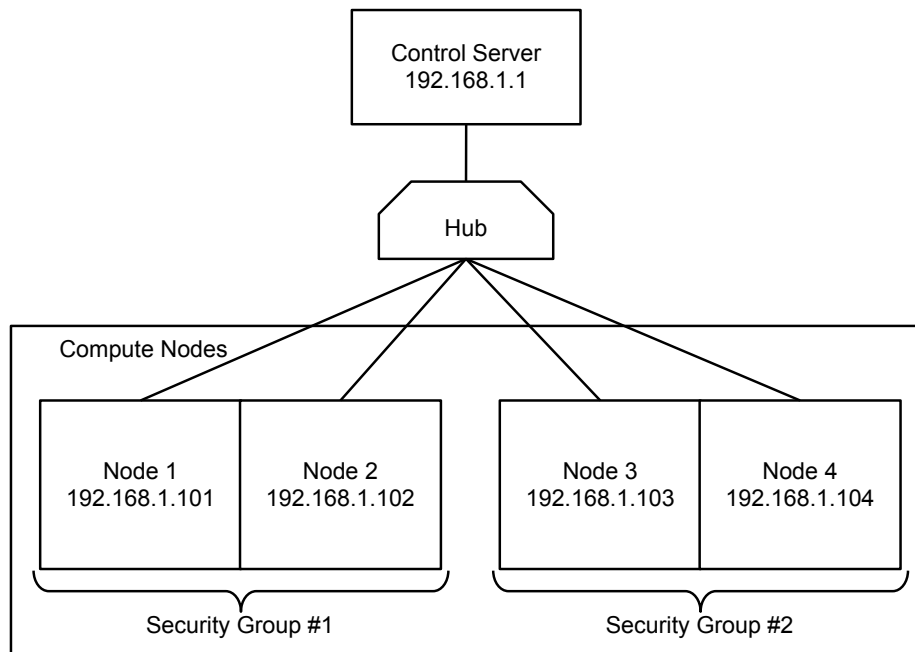 Control Server
192.168.1.1
Hub
Compute Nodes
Node 1
192.168.1.101
Node 2
192.168.1.102
Node 3
192.168.1.103
Node 4
192.168.1.104
Security Group #1
Security Group #2